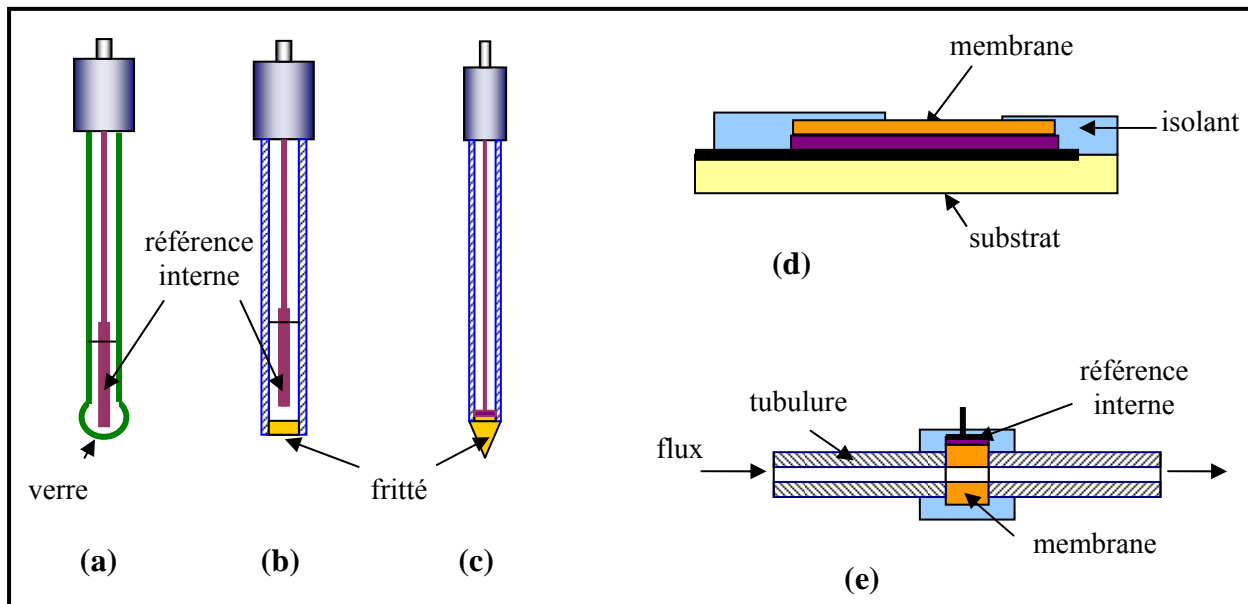 référence
interne
verre
fritté
(a)
(b)
(c)
membrane
isolant
substrat
(d)
référence
interne
tubulure
flux
membrane
(e)